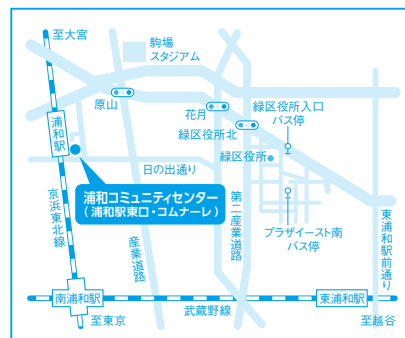 至大宮
駒場
スタジアム
原山
花月
緑区役所入口
バス停
緑区役所北
浦和駅
緑区役所
日の出通り
浦和コミュニティセンター
（浦和駅東口・コムナーレ）
京浜東北線
産業道路
第二産業道路
プラザイースト南
バス停
東浦和駅前通り
南浦和駅
武蔵野線
東浦和駅
至東京
至越谷